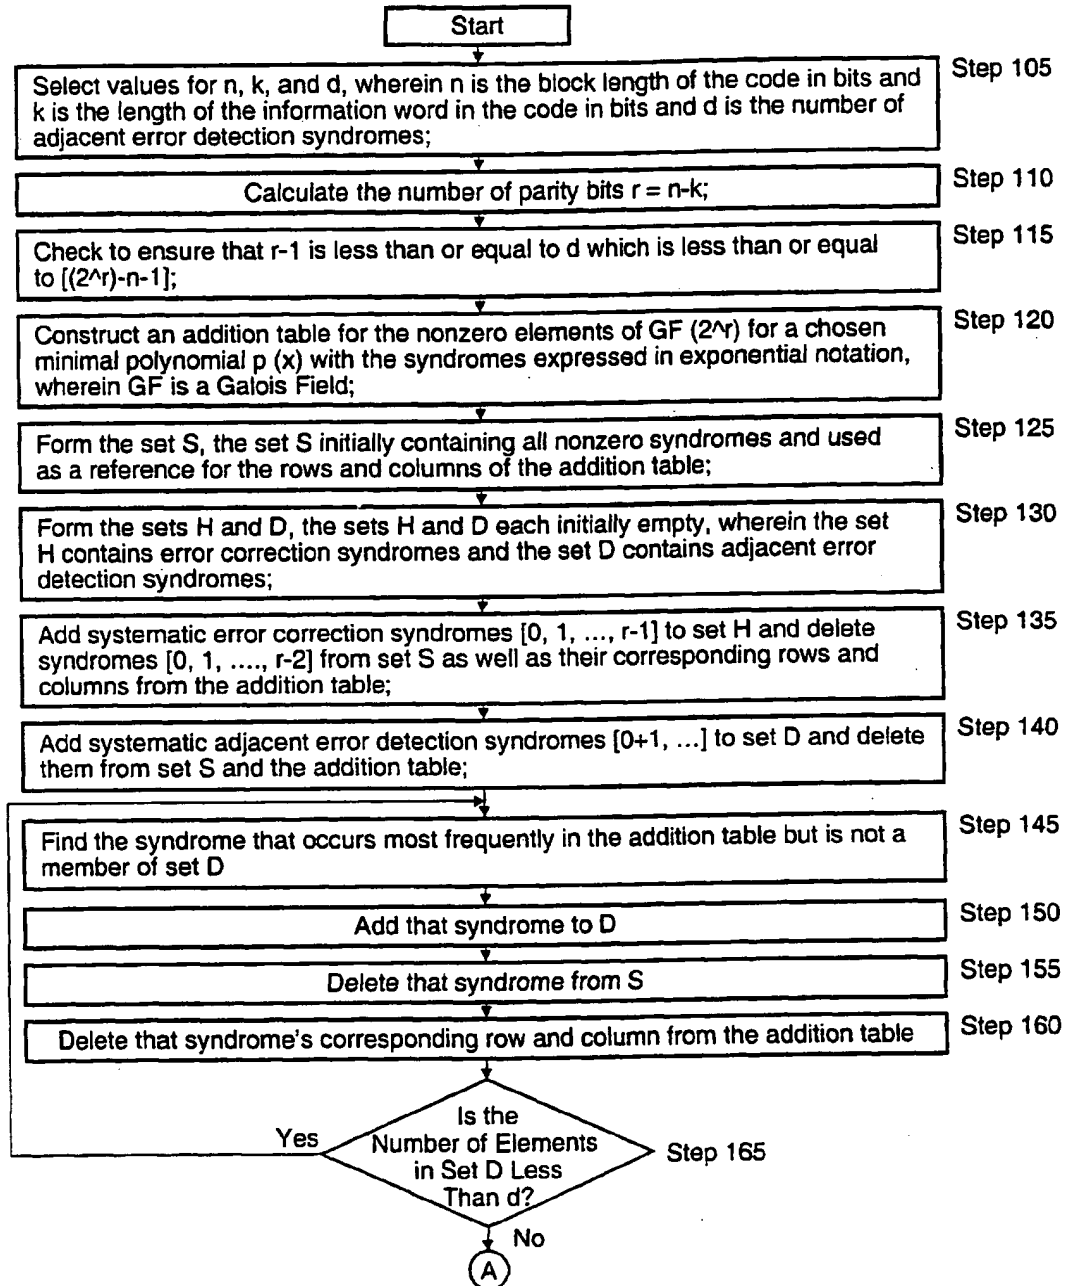 Start
Select values for n, k, and d, wherein n is the block length of the code in bits and
k is the length of the information word in the code in bits and d is the number of
adjacent error detection syndromes;
Step 105
Calculate the number of parity bits r = n-k;
Step 110
Check to ensure that r-1 is less than or equal to d which is less than or equal
to [(2^r)-n-1];
Step 115
Construct an addition table for the nonzero elements of GF (2^r) for a chosen
minimal polynomial p (x) with the syndromes expressed in exponential notation,
wherein GF is a Galois Field;
Step 120
Form the set S, the set S initially containing all nonzero syndromes and used
as a reference for the rows and columns of the addition table;
Step 125
Form the sets H and D, the sets H and D each initially empty, wherein the set
H contains error correction syndromes and the set D contains adjacent error
detection syndromes;
Step 130
Add systematic error correction syndromes [0, 1, ..., r-1] to set H and delete
syndromes [0, 1, ...., r-2] from set S as well as their corresponding rows and
columns from the addition table;
Step 135
Add systematic adjacent error detection syndromes [0+1, ...] to set D and delete
them from set S and the addition table;
Step 140
Find the syndrome that occurs most frequently in the addition table but is not a
member of set D
Step 145
Add that syndrome to D
Step 150
Delete that syndrome from S
Step 155
Delete that syndrome's corresponding row and column from the addition table
Step 160
Is the
Number of Elements
in Set D Less
Than d?
Yes
Step 165
No
A